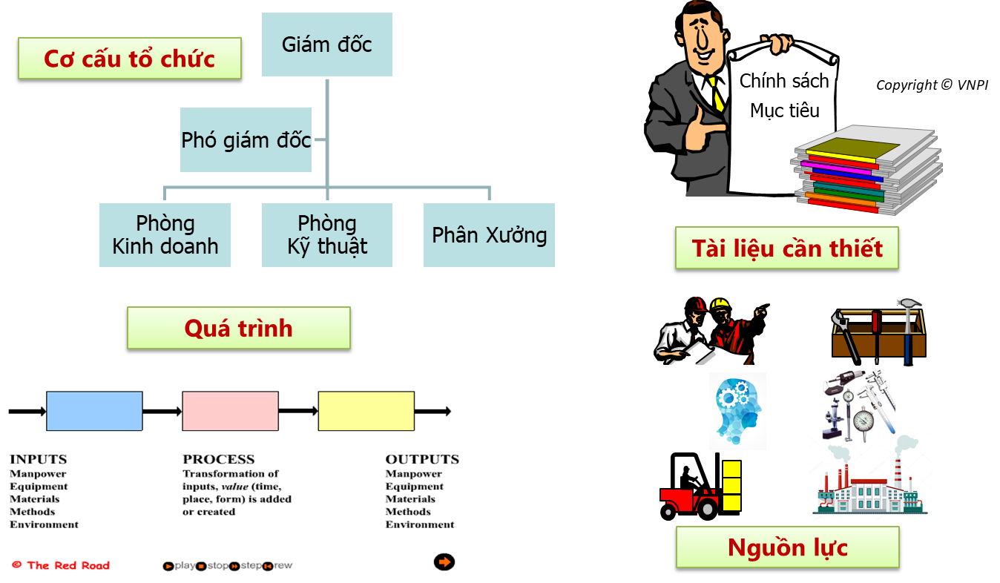 Cơ cấu tổ chức
Giám đốc
Phó giám đốc
Phòng
Kinh doanh
Phòng
Kỹ thuật
Phân Xưởng
Chính sách
Mục tiêu
Copyright © VNPI
Tài liệu cần thiết
Quá trình
INPUTS
Manpower
Equipment
Materials
Methods
Environment
PROCESS
Transformation of
inputs, value (time,
place, form) is added
or created
OUTPUTS
Manpower
Equipment
Materials
Methods
Environment
© The Red Road
play stop step rew
Nguồn lực